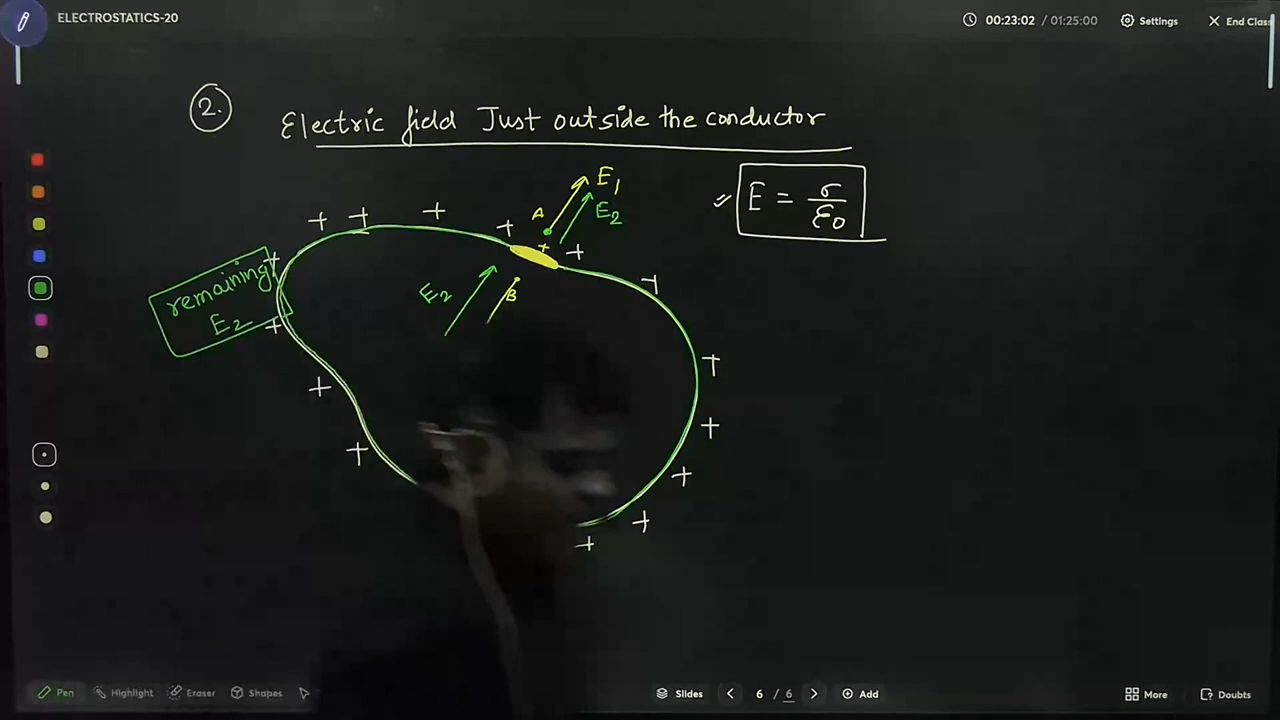 ELECTROSTATICS-20
00:23:02 / 01:25:00
Settings
End Clas
2.
Electric field Just outside the conductor
E = σ/ε0
E1
E2
A
+ + + + + +
remaining
E2
E2
B
+ + + + + + + + + + +
Pen
Highlight
Eraser
Shapes
Slides
6 / 6
Add
More
Doubts